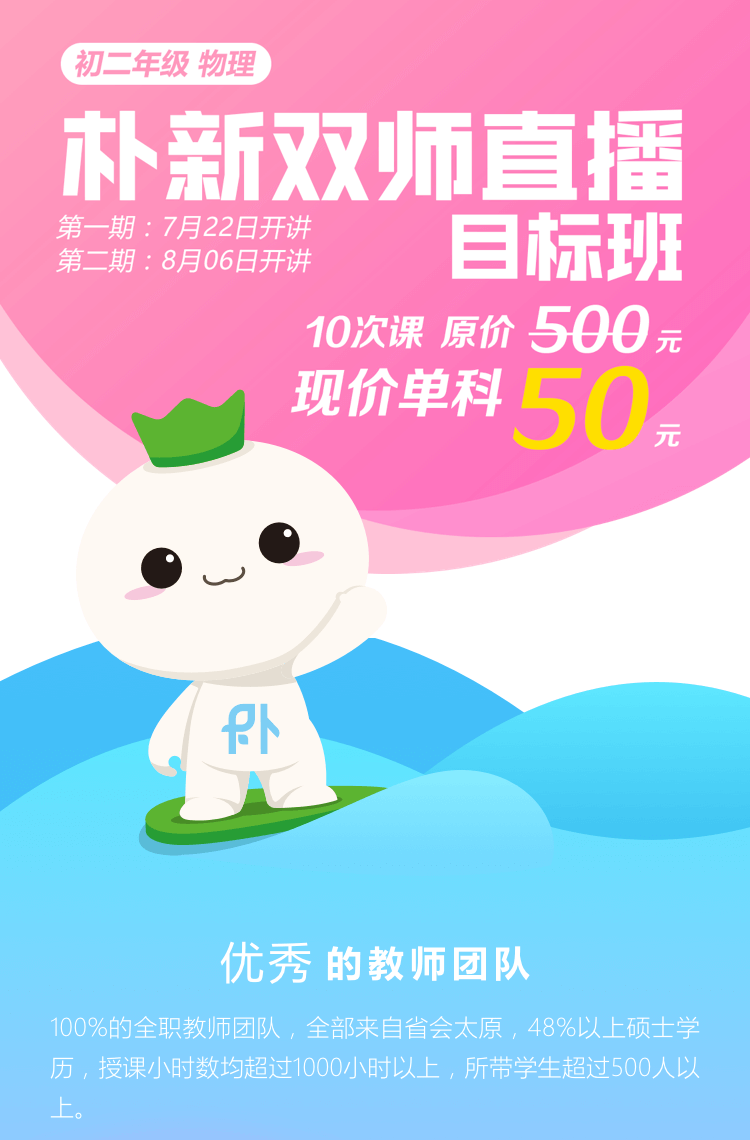 初二年级 物理
朴新双师直播
目标班
第一期：7月22日开讲
第二期：8月06日开讲
10次课 原价 500 元
现价单科 50 元
朴
优秀 的教师团队
100%的全职教师团队，全部来自省会太原，48%以上硕士学
历，授课小时数均超过1000小时以上，所带学生超过500人以
上。